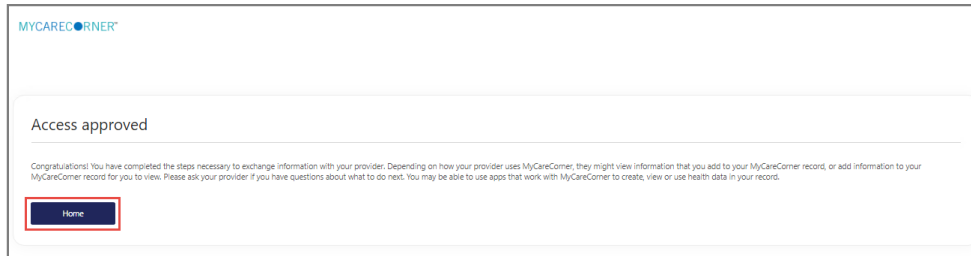 MYCARECORNER™
Access approved
Congratulations! You have completed the steps necessary to exchange information with your provider. Depending on how your provider uses MyCareCorner, they might view information that you add to your MyCareCorner record, or add information to your
MyCareCorner record for you to view. Please ask your provider if you have questions about what to do next. You may be able to use apps that work with MyCareCorner to create, view or use health data in your record.
Home